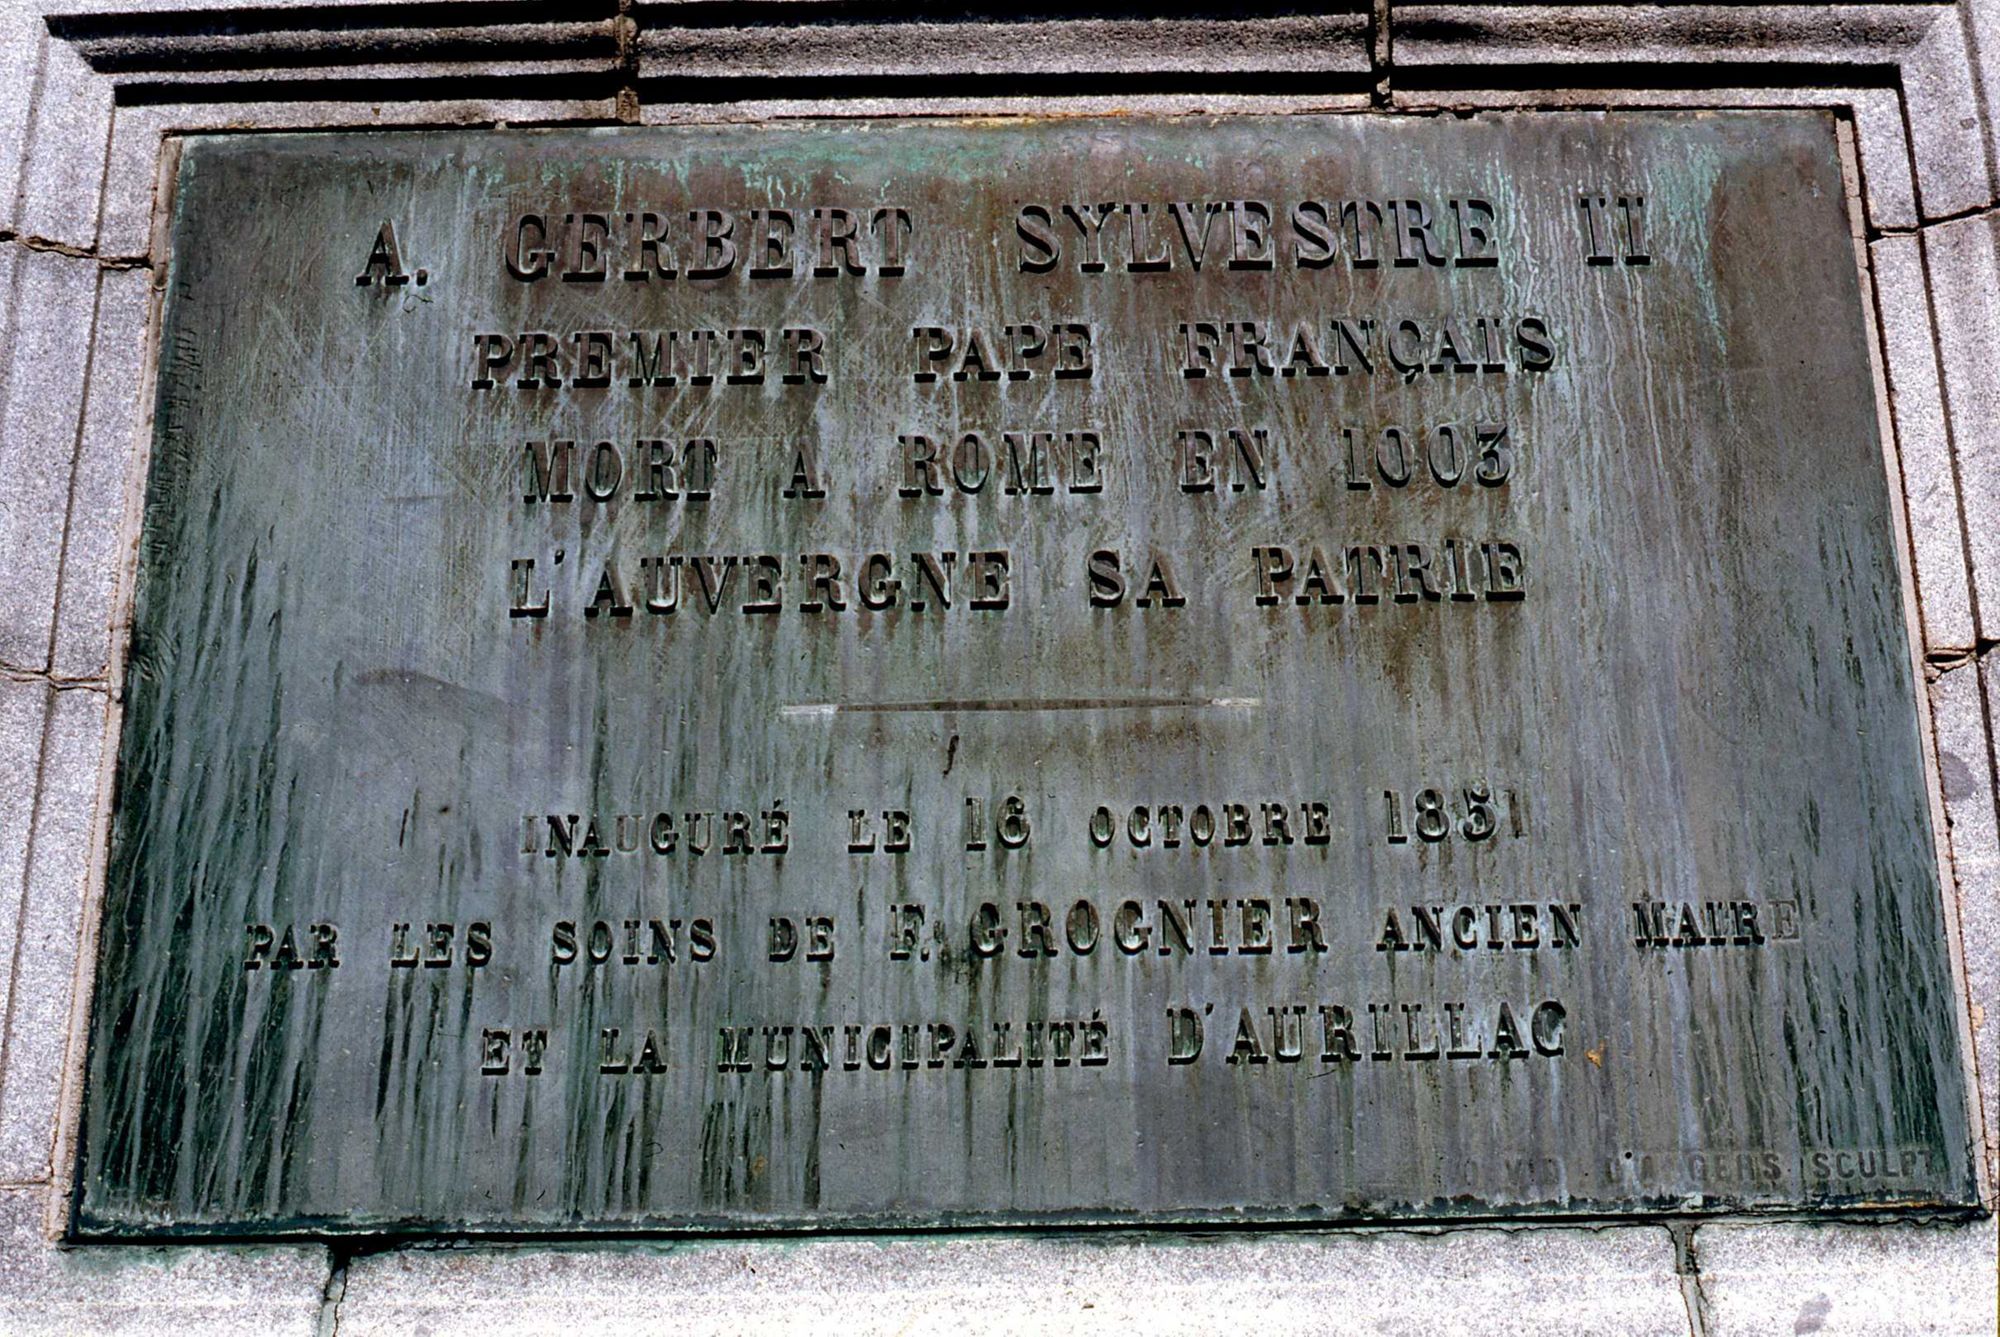 A. GERBERT SYLVESTRE II
PREMIER PAPE FRANÇAIS
MORT A ROME EN 1003
L'AUVERGNE SA PATRIE
INAUGURÉ LE 16 OCTOBRE 1851
PAR LES SOINS DE F. GROGNIER ANCIEN MAIRE
ET LA MUNICIPALITÉ D'AURILLAC
DAVID D'ANGERS SCULPT